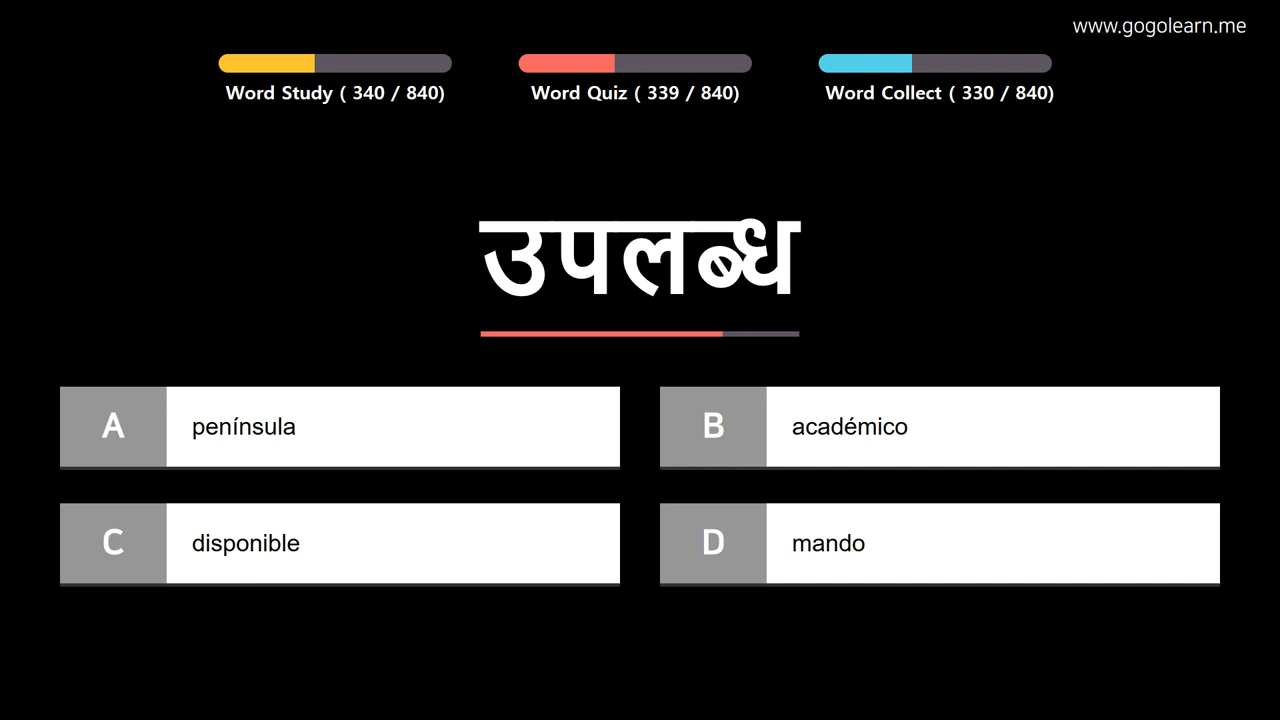 www.gogolearn.me
Word Study ( 340 / 840)
Word Quiz ( 339 / 840)
Word Collect ( 330 / 840)
उपलब्ध
A península
B académico
C disponible
D mando